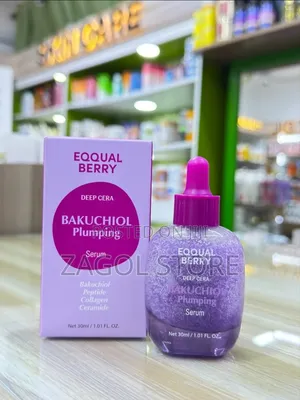 SKIN CARE
EQQUAL
BERRY
DEEP CERA
BAKUCHIOL
Plumping
Serum
Bakuchiol
Peptide
Collagen
Ceramide
Net 30ml / 1.01 FL. OZ.
EQQUAL
BERRY
DEEP CERA
BAKUCHIOL
Plumping
Serum
Net 30ml / 1.01 FL. OZ.
ZAGOL STORE